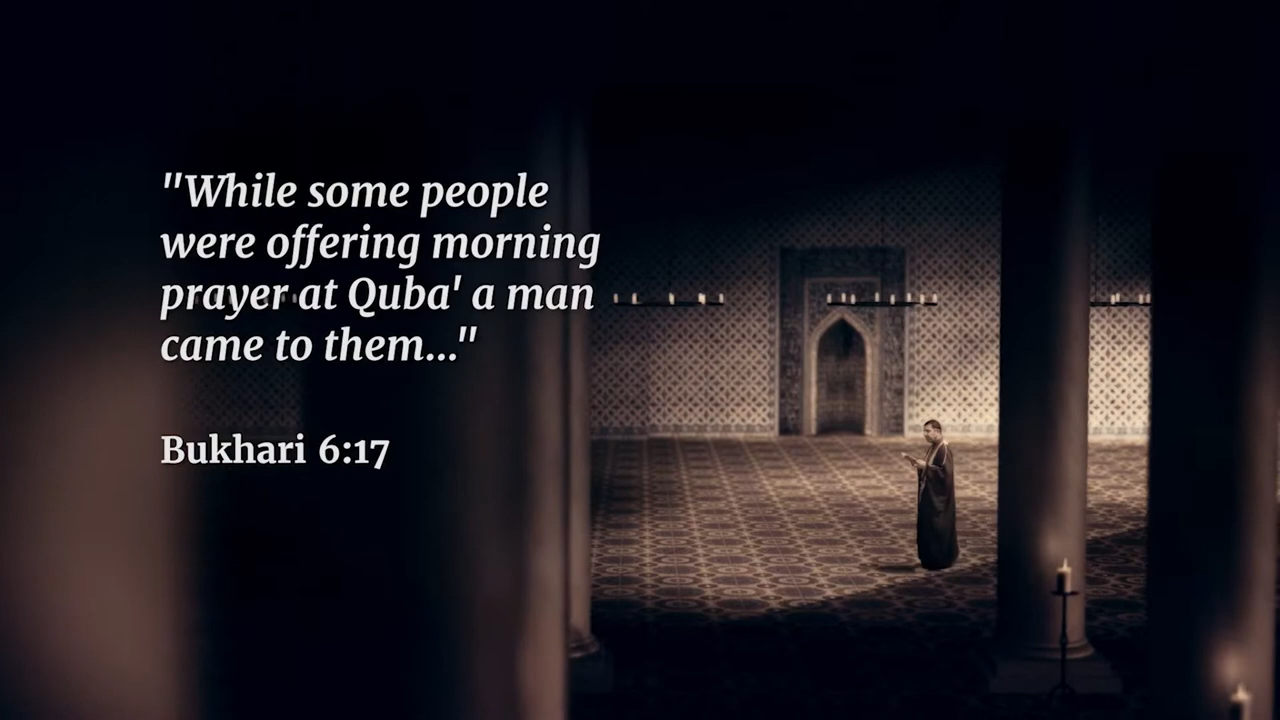 "While some people
were offering morning
prayer at Quba' a man
came to them..."
Bukhari 6:17